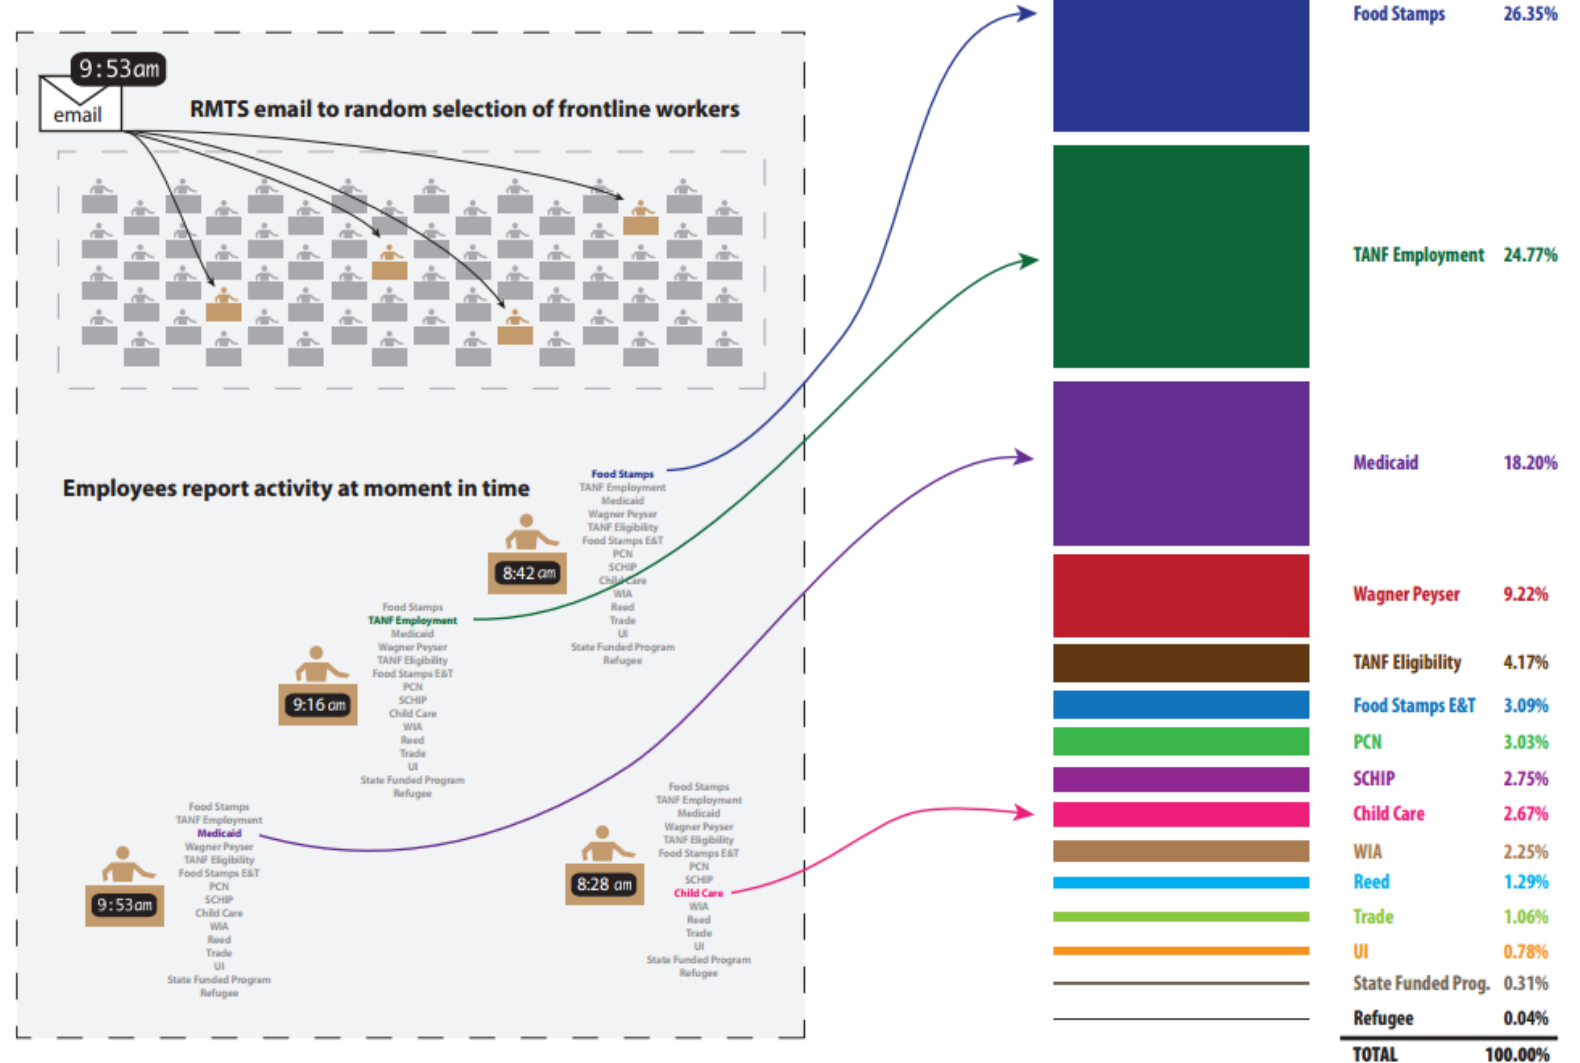 9:53am
email
RMTS email to random selection of frontline workers
Employees report activity at moment in time
8:42 am
Food Stamps
TANF Employment
Medicaid
Wagner Peyser
TANF Eligibility
Food Stamps E&T
PCN
SCHIP
Child Care
WIA
Reed
Trade
UI
State Funded Program
Refugee
9:16 am
Food Stamps
TANF Employment
Medicaid
Wagner Peyser
TANF Eligibility
Food Stamps E&T
PCN
SCHIP
Child Care
WIA
Reed
Trade
UI
State Funded Program
Refugee
9:53am
Food Stamps
TANF Employment
Medicaid
Wagner Peyser
TANF Eligibility
Food Stamps E&T
PCN
SCHIP
Child Care
WIA
Reed
Trade
UI
State Funded Program
Refugee
8:28 am
Food Stamps
TANF Employment
Medicaid
Wagner Peyser
TANF Eligibility
Food Stamps E&T
PCN
SCHIP
Child Care
WIA
Reed
Trade
UI
State Funded Program
Refugee
Food Stamps 26.35%
TANF Employment 24.77%
Medicaid 18.20%
Wagner Peyser 9.22%
TANF Eligibility 4.17%
Food Stamps E&T 3.09%
PCN 3.03%
SCHIP 2.75%
Child Care 2.67%
WIA 2.25%
Reed 1.29%
Trade 1.06%
UI 0.78%
State Funded Prog. 0.31%
Refugee 0.04%
TOTAL 100.00%